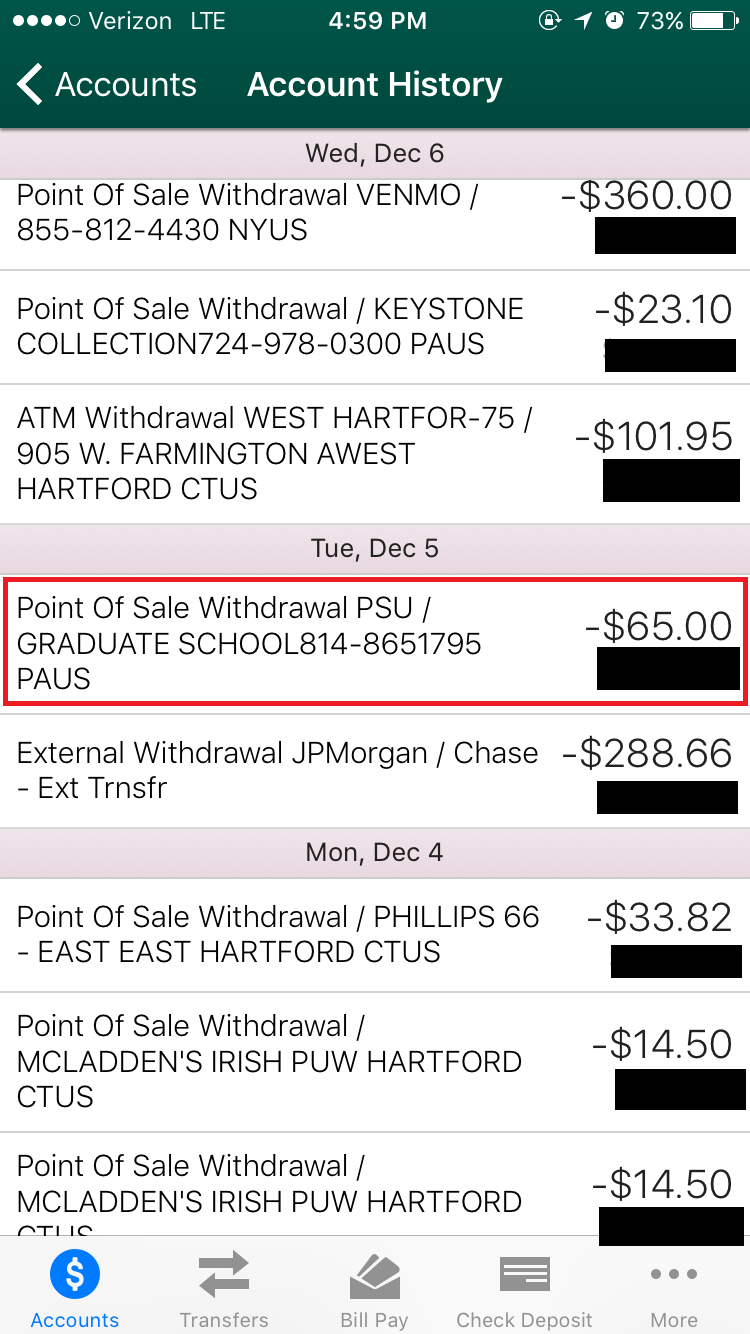 Verizon LTE 4:59 PM 73%
Accounts Account History
Wed, Dec 6
Point Of Sale Withdrawal VENMO / -$360.00
855-812-4430 NYUS
Point Of Sale Withdrawal / KEYSTONE -$23.10
COLLECTION724-978-0300 PAUS
ATM Withdrawal WEST HARTFOR-75 /
905 W. FARMINGTON AWEST -$101.95
HARTFORD CTUS
Tue, Dec 5
Point Of Sale Withdrawal PSU /
GRADUATE SCHOOL814-8651795 -$65.00
PAUS
External Withdrawal JPMorgan / Chase -$288.66
- Ext Trnsfr
Mon, Dec 4
Point Of Sale Withdrawal / PHILLIPS 66 -$33.82
- EAST EAST HARTFORD CTUS
Point Of Sale Withdrawal /
MCLADDEN'S IRISH PUW HARTFORD -$14.50
CTUS
Point Of Sale Withdrawal /
MCLADDEN'S IRISH PUW HARTFORD -$14.50
CTUS
Accounts Transfers Bill Pay Check Deposit More